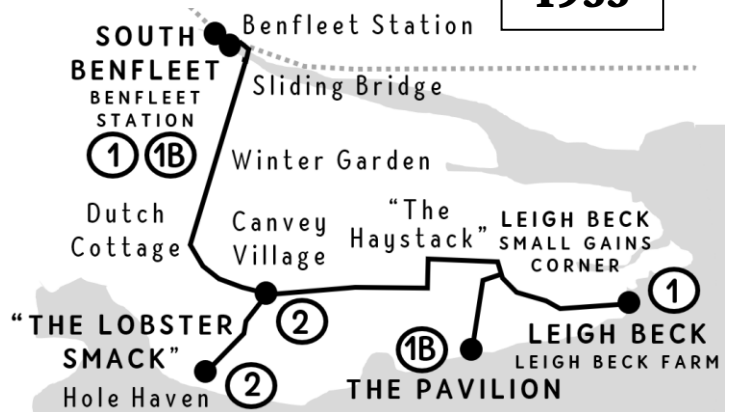 1933
Benfleet Station
SOUTH
BENFLEET
BENFLEET
STATION
1 1B
Sliding Bridge
Winter Garden
Dutch
Cottage
Canvey
Village
"The
Haystack"
LEIGH BECK
SMALL GAINS
CORNER
1
2
"THE LOBSTER
SMACK"
Hole Haven
2
1B
THE PAVILION
LEIGH BECK
LEIGH BECK FARM